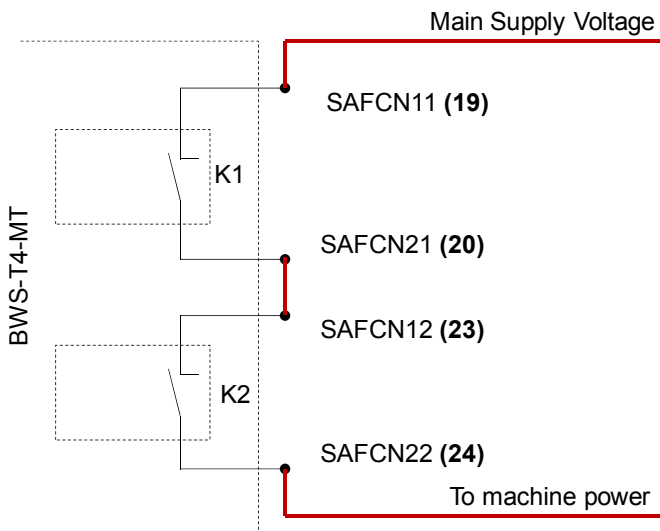 Main Supply Voltage
SAFCN11 (19)
K1
BWS-T4-MT
SAFCN21 (20)
SAFCN12 (23)
K2
SAFCN22 (24)
To machine power